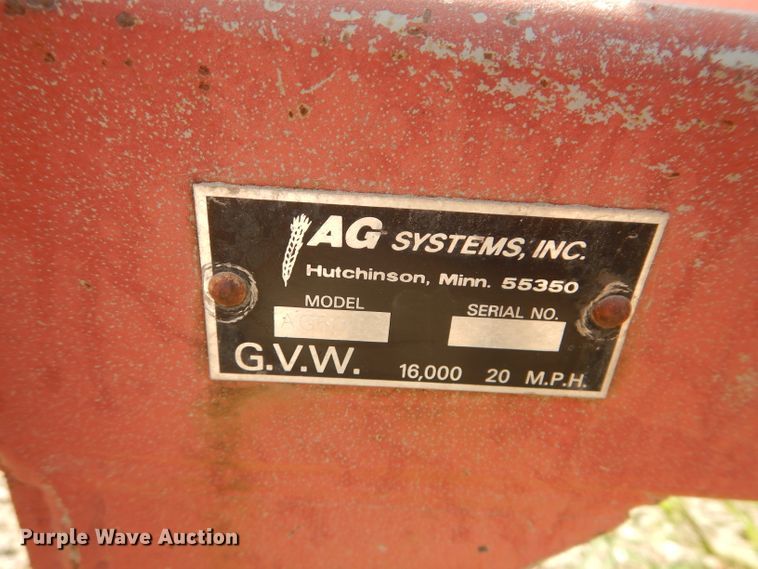 AG SYSTEMS, INC.
Hutchinson, Minn. 55350
MODEL
SERIAL NO.
G.V.W. 16,000 20 M.P.H.
Purple Wave Auction